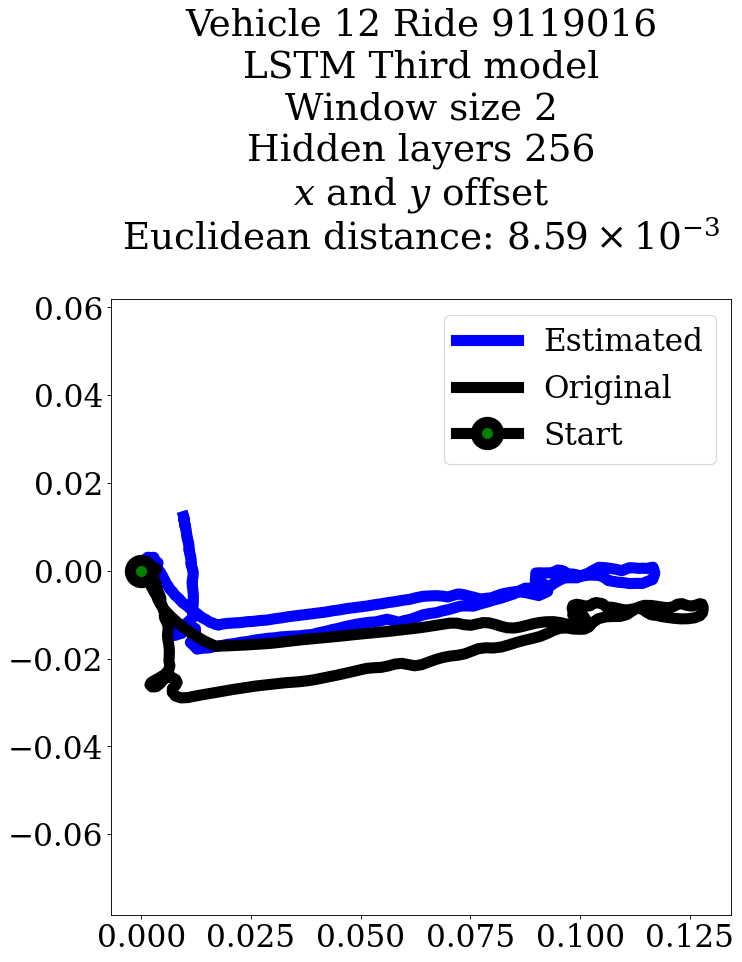 Vehicle 12 Ride 9119016
LSTM Third model
Window size 2
Hidden layers 256
x and y offset
Euclidean distance: 8.59 × 10⁻³
Estimated
Original
Start
0.06
0.04
0.02
0.00
−0.02
−0.04
−0.06
0.000 0.025 0.050 0.075 0.100 0.125